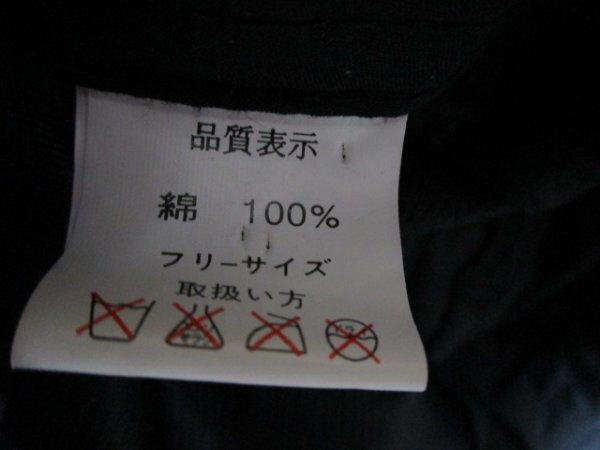 品質表示
綿 100%
フリーサイズ
取扱い方